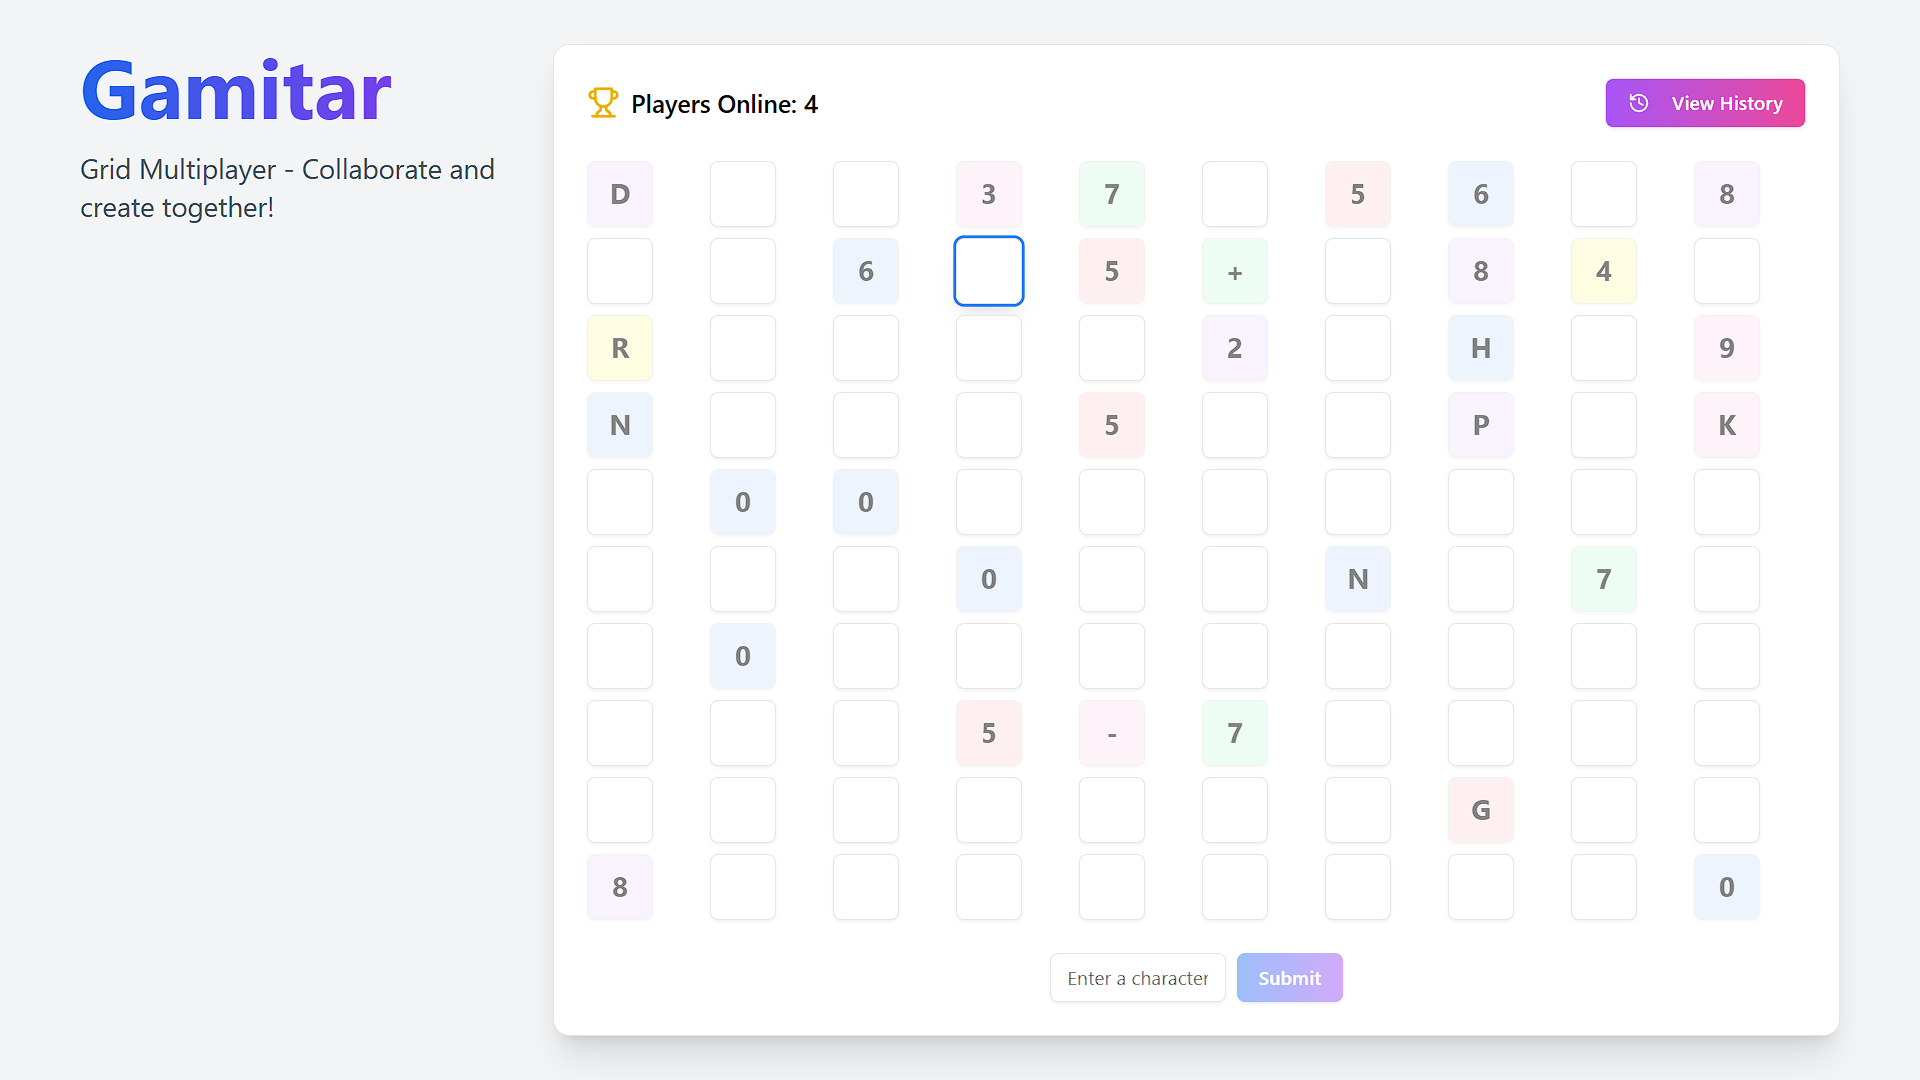 Gamitar
Grid Multiplayer - Collaborate and
create together!
Players Online: 4
View History
D 3 7 5 6 8
6 5 + 8 4
R 2 H 9
N 5 P K
0 0
0 N 7
0
5 - 7
G
8 0
Enter a character
Submit